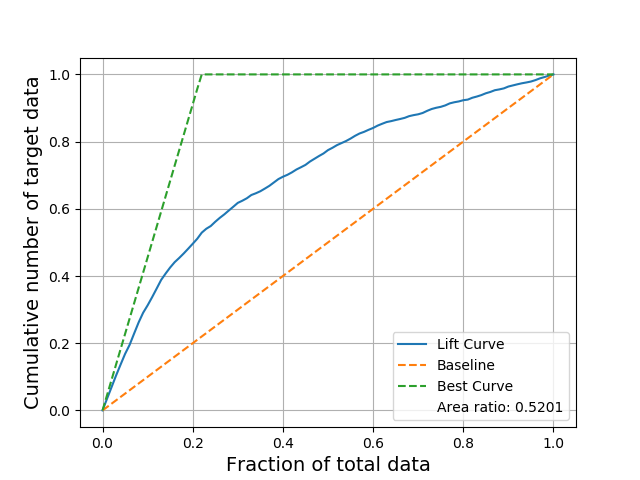 Cumulative number of target data
1.0
0.8
0.6
0.4
0.2
0.0
0.0 0.2 0.4 0.6 0.8 1.0
Fraction of total data
Lift Curve
Baseline
Best Curve
Area ratio: 0.5201